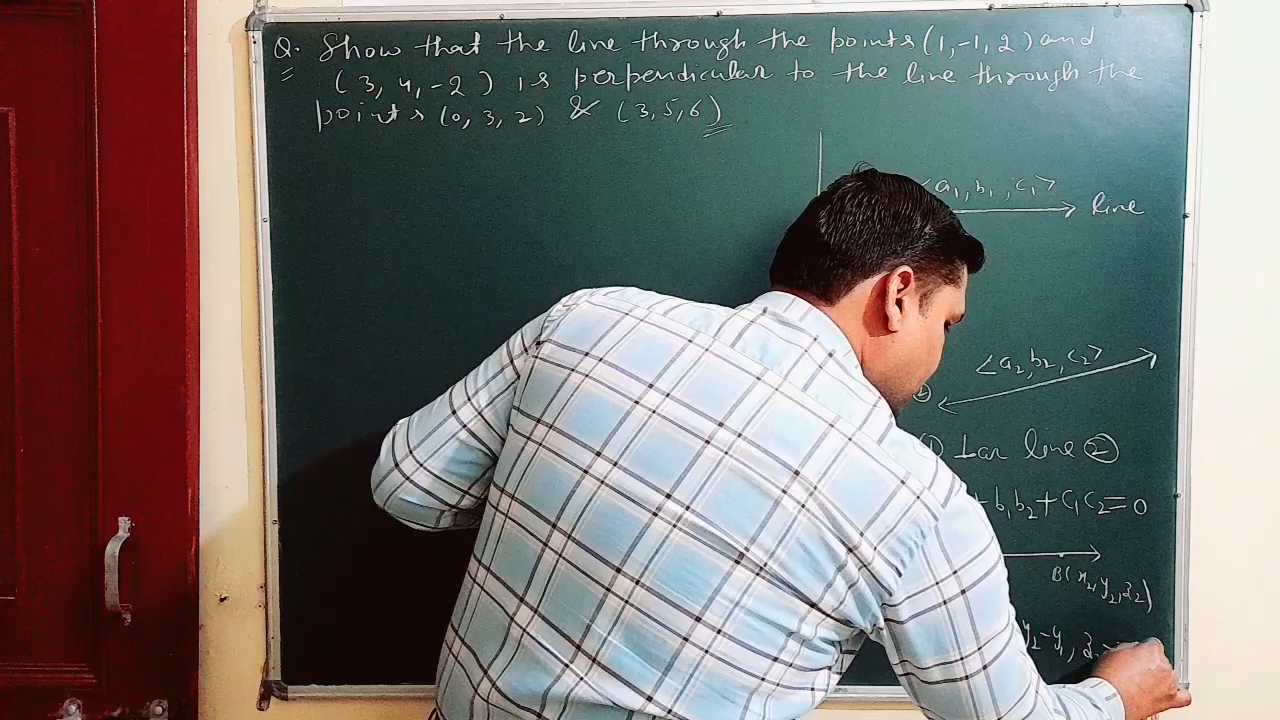 Q. Show that the line through the points (1, -1, 2) and
(3, 4, -2) is perpendicular to the line through the
points (0, 3, 2) & (3, 5, 6)
<a₁, b₁, c₁>
line
<a₂, b₂, c₂>
②
① ⊥ar line ②
+ b₁b₂ + c₁c₂ = 0
B(x₂, y₂, z₂)
y₂-y₁, z₂